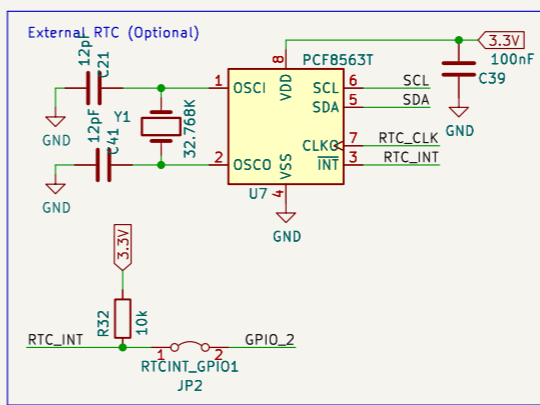 External RTC (Optional)
12pF
C21
GND
Y1
32.768K
12pF
C41
GND
1
OSCI
2
OSCO
8
VDD
PCF8563T
SCL
6
SCL
SDA
5
SDA
CLKO
7
RTC_CLK
INT
3
RTC_INT
VSS
4
U7
GND
3.3V
100nF
C39
GND
3.3V
R32
10k
RTC_INT
1
2
GPIO_2
RTCINT_GPIO1
JP2